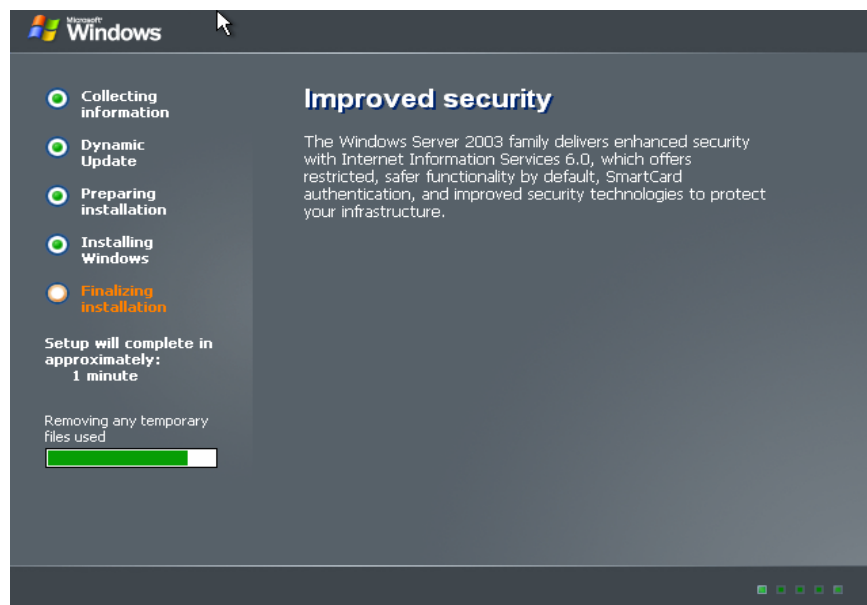 Microsoft
Windows
Collecting
information
Dynamic
Update
Preparing
installation
Installing
Windows
Finalizing
installation
Setup will complete in
approximately:
1 minute
Removing any temporary
files used
Improved security
The Windows Server 2003 family delivers enhanced security
with Internet Information Services 6.0, which offers
restricted, safer functionality by default, SmartCard
authentication, and improved security technologies to protect
your infrastructure.